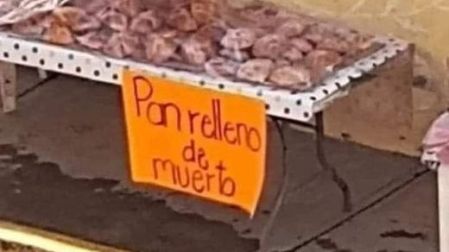 Pan relleno
de
muerto